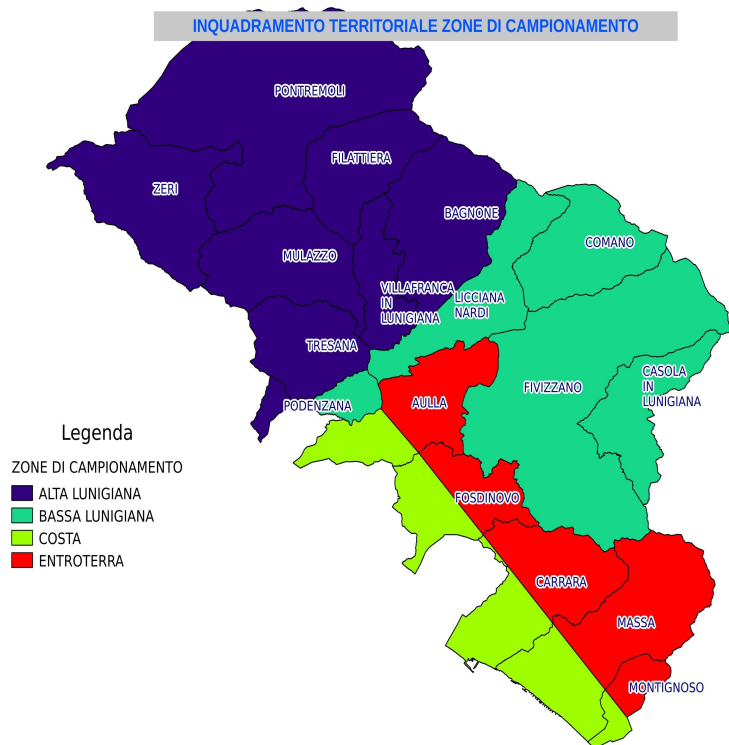 INQUADRAMENTO TERRITORIALE ZONE DI CAMPIONAMENTO
PONTREMOLI
FILATTIERA
ZERI
BAGNONE
COMANO
MULAZZO
VILLAFRANCA
IN
LUNIGIANA
LICCIANA
NARDI
TRESANA
CASOLA
IN
LUNIGIANA
FIVIZZANO
PODENZANA
AULLA
FOSDINOVO
CARRARA
MASSA
MONTIGNOSO
Legenda
ZONE DI CAMPIONAMENTO
ALTA LUNIGIANA
BASSA LUNIGIANA
COSTA
ENTROTERRA